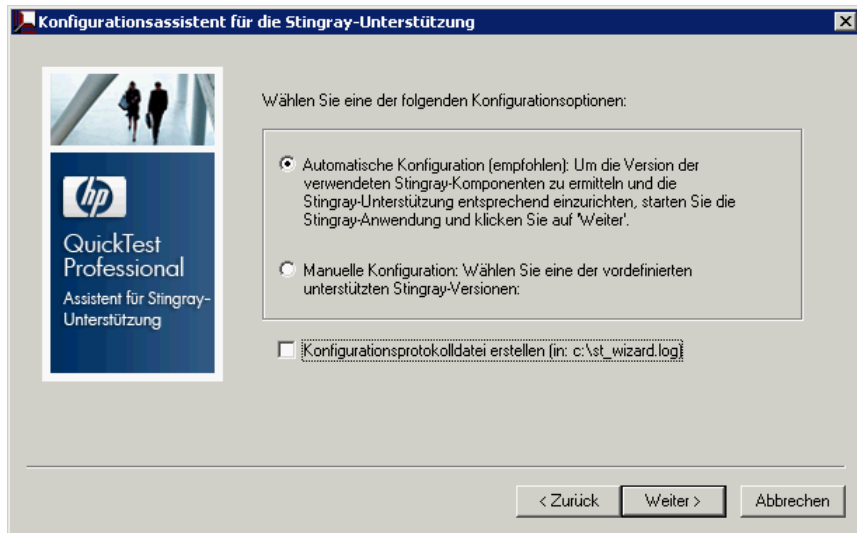 Konfigurationsassistent für die Stingray-Unterstützung
hp
QuickTest
Professional
Assistent für Stingray-
Unterstützung
Wählen Sie eine der folgenden Konfigurationsoptionen:
Automatische Konfiguration (empfohlen): Um die Version der
verwendeten Stingray-Komponenten zu ermitteln und die
Stingray-Unterstützung entsprechend einzurichten, starten Sie die
Stingray-Anwendung und klicken Sie auf 'Weiter'.
Manuelle Konfiguration: Wählen Sie eine der vordefinierten
unterstützten Stingray-Versionen:
Konfigurationsprotokolldatei erstellen (in: c:\st_wizard.log)
< Zurück
Weiter >
Abbrechen